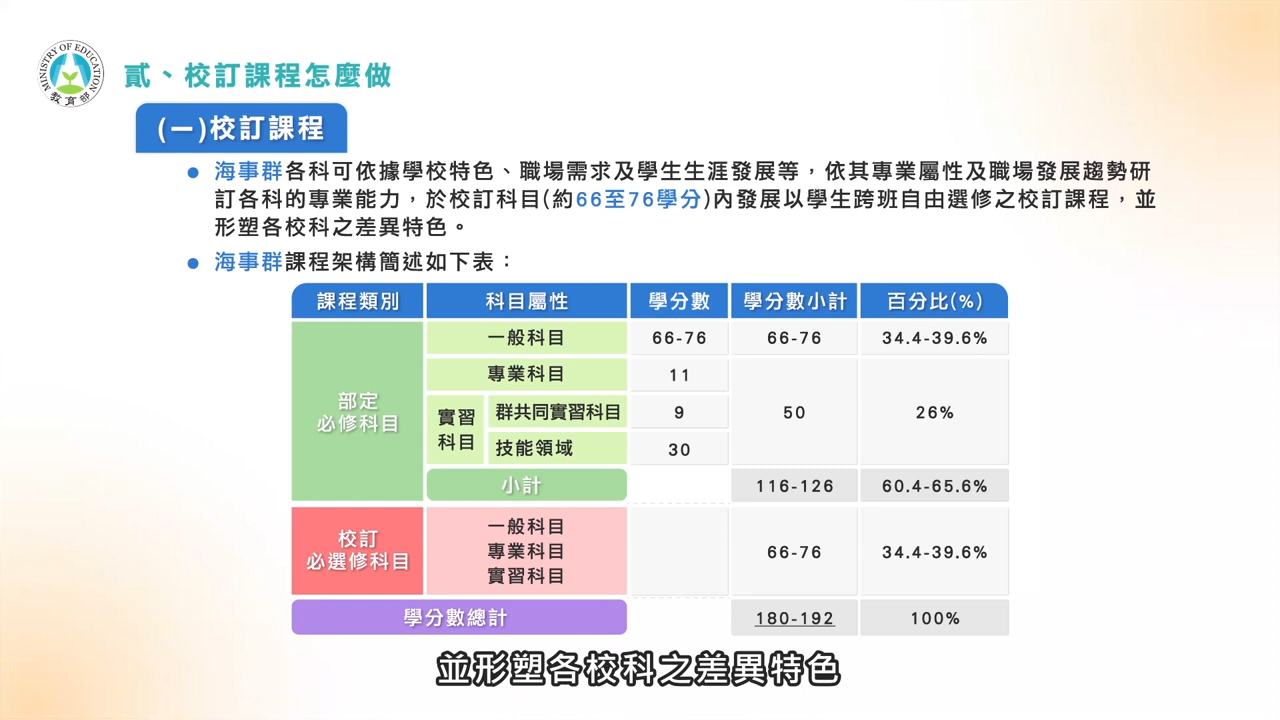 MINISTRY OF EDUCATION
教育部
貳、校訂課程怎麼做
(一)校訂課程
海事群各科可依據學校特色、職場需求及學生生涯發展等，依其專業屬性及職場發展趨勢研
訂各科的專業能力，於校訂科目(約66至76學分)內發展以學生跨班自由選修之校訂課程，並
形塑各校科之差異特色。
海事群課程架構簡述如下表：
課程類別 科目屬性 學分數 學分數小計 百分比(%)
部定
必修科目
一般科目 66-76 66-76 34.4-39.6%
專業科目 11
實習
科目
群共同實習科目 9 50 26%
技能領域 30
小計 116-126 60.4-65.6%
校訂
必選修科目
一般科目
專業科目
實習科目
66-76 34.4-39.6%
學分數總計 180-192 100%
並形塑各校科之差異特色